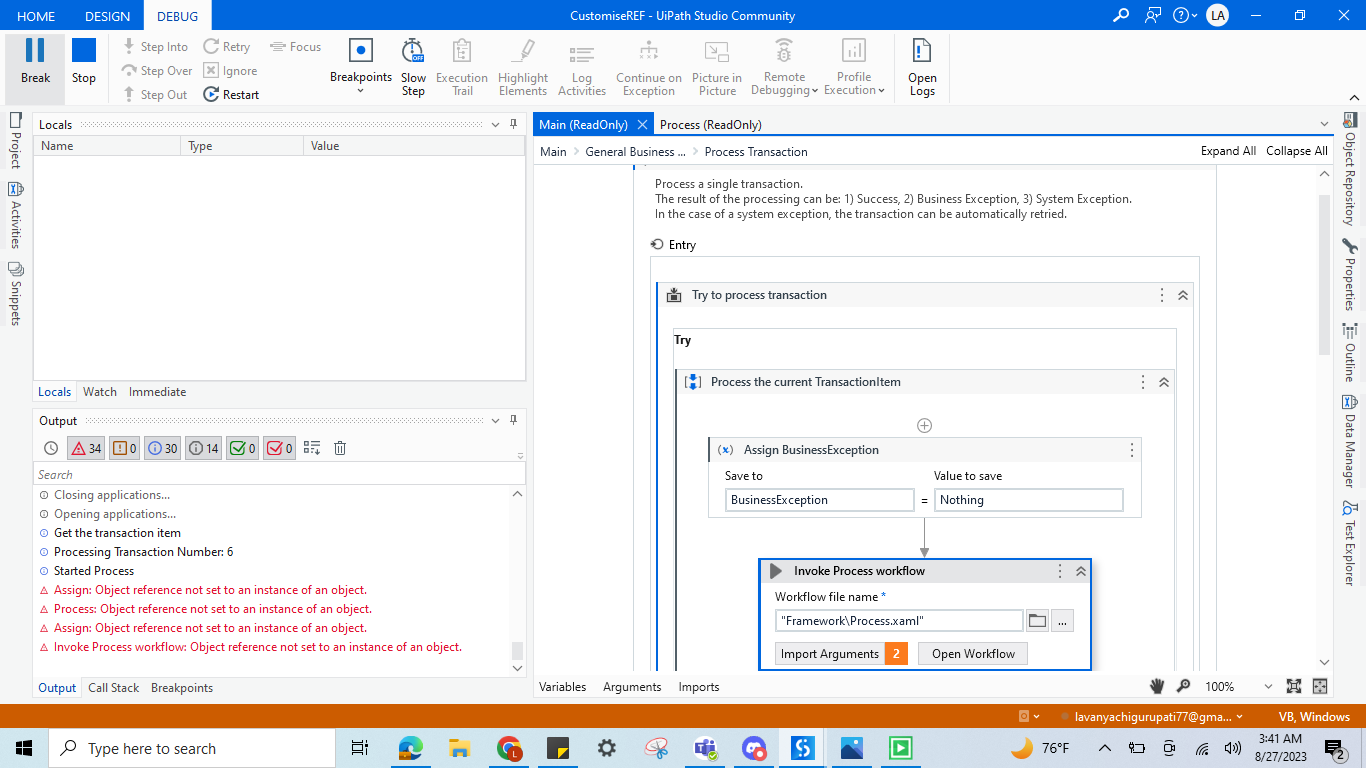 HOME DESIGN DEBUG CustomiseREF - UiPath Studio Community LA
Break Stop Step Into Retry Focus
Step Over Ignore
Step Out Restart
Breakpoints Slow Step Execution Trail Highlight Elements Log Activities Continue on Exception Picture in Picture Remote Debugging Profile Execution Open Logs
OFF
Project
Activities
Snippets
Locals
Name Type Value
Locals Watch Immediate
Output
34 0 30 14 0 0
Search
Closing applications...
Opening applications...
Get the transaction item
Processing Transaction Number: 6
Started Process
Assign: Object reference not set to an instance of an object.
Process: Object reference not set to an instance of an object.
Assign: Object reference not set to an instance of an object.
Invoke Process workflow: Object reference not set to an instance of an object.
Output Call Stack Breakpoints
Main (ReadOnly) Process (ReadOnly)
Main General Business ... Process Transaction Expand All Collapse All
Process a single transaction.
The result of the processing can be: 1) Success, 2) Business Exception, 3) System Exception.
In the case of a system exception, the transaction can be automatically retried.
Entry
Try to process transaction
Try
Process the current TransactionItem
(x) Assign BusinessException
Save to Value to save
BusinessException = Nothing
Invoke Process workflow
Workflow file name *
"Framework\Process.xaml" ...
Import Arguments 2 Open Workflow
Variables Arguments Imports 100%
Object Repository
Properties
Outline
Data Manager
Test Explorer
lavanyachigurupati77@gma... VB, Windows
Type here to search
76°F
3:41 AM
8/27/2023
2